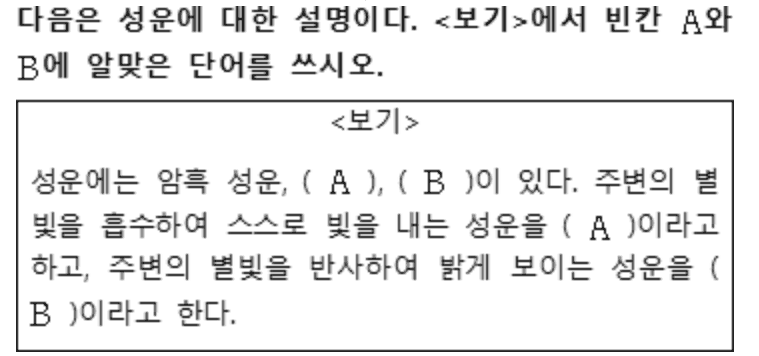 다음은 성운에 대한 설명이다. <보기>에서 빈칸 A와
B에 알맞은 단어를 쓰시오.
<보기>
성운에는 암흑 성운, ( A ), ( B )이 있다. 주변의 별
빛을 흡수하여 스스로 빛을 내는 성운을 ( A )이라고
하고, 주변의 별빛을 반사하여 밝게 보이는 성운을 (
B )이라고 한다.